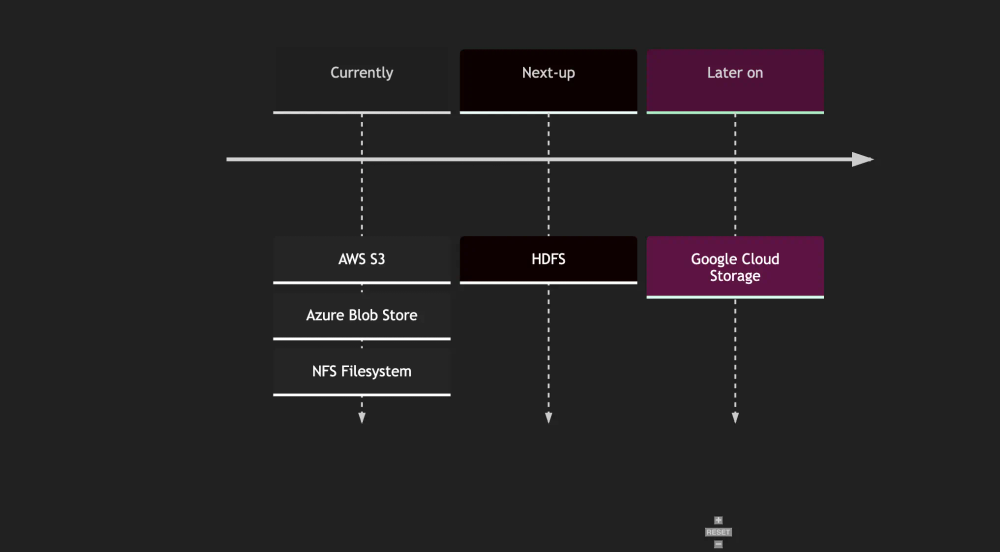 Currently
Next-up
Later on
AWS S3
HDFS
Google Cloud
Storage
Azure Blob Store
NFS Filesystem
+
RESET
-